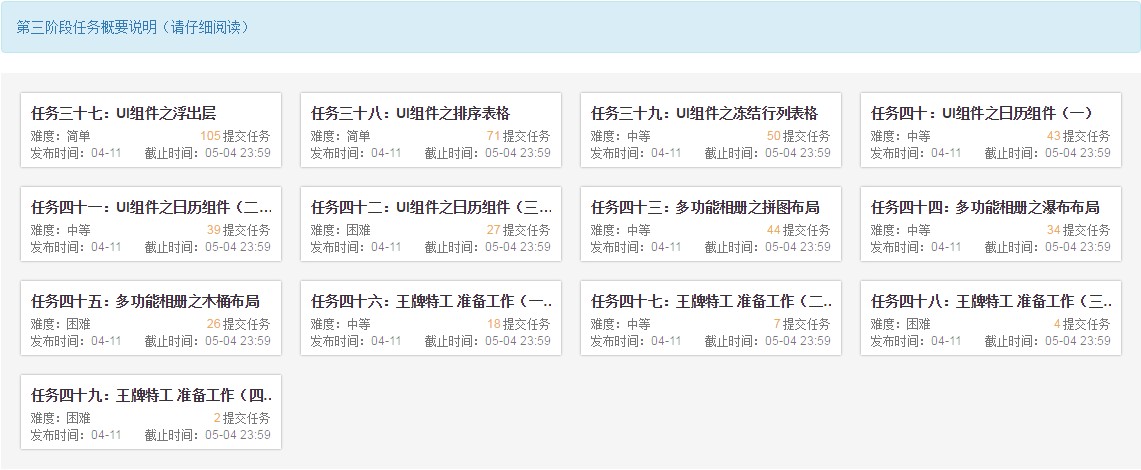 第三阶段任务概要说明（请仔细阅读）
任务三十七：UI组件之浮出层
难度：简单 105 提交任务
发布时间：04-11 截止时间：05-04 23:59
任务三十八：UI组件之排序表格
难度：简单 71 提交任务
发布时间：04-11 截止时间：05-04 23:59
任务三十九：UI组件之冻结行列表格
难度：中等 50 提交任务
发布时间：04-11 截止时间：05-04 23:59
任务四十：UI组件之日历组件（一）
难度：中等 43 提交任务
发布时间：04-11 截止时间：05-04 23:59
任务四十一：UI组件之日历组件（二...
难度：中等 39 提交任务
发布时间：04-11 截止时间：05-04 23:59
任务四十二：UI组件之日历组件（三...
难度：困难 27 提交任务
发布时间：04-11 截止时间：05-04 23:59
任务四十三：多功能相册之拼图布局
难度：中等 44 提交任务
发布时间：04-11 截止时间：05-04 23:59
任务四十四：多功能相册之瀑布布局
难度：中等 34 提交任务
发布时间：04-11 截止时间：05-04 23:59
任务四十五：多功能相册之木桶布局
难度：困难 26 提交任务
发布时间：04-11 截止时间：05-04 23:59
任务四十六：王牌特工 准备工作（一...
难度：中等 18 提交任务
发布时间：04-11 截止时间：05-04 23:59
任务四十七：王牌特工 准备工作（二...
难度：中等 7 提交任务
发布时间：04-11 截止时间：05-04 23:59
任务四十八：王牌特工 准备工作（三...
难度：困难 4 提交任务
发布时间：04-11 截止时间：05-04 23:59
任务四十九：王牌特工 准备工作（四...
难度：困难 2 提交任务
发布时间：04-11 截止时间：05-04 23:59